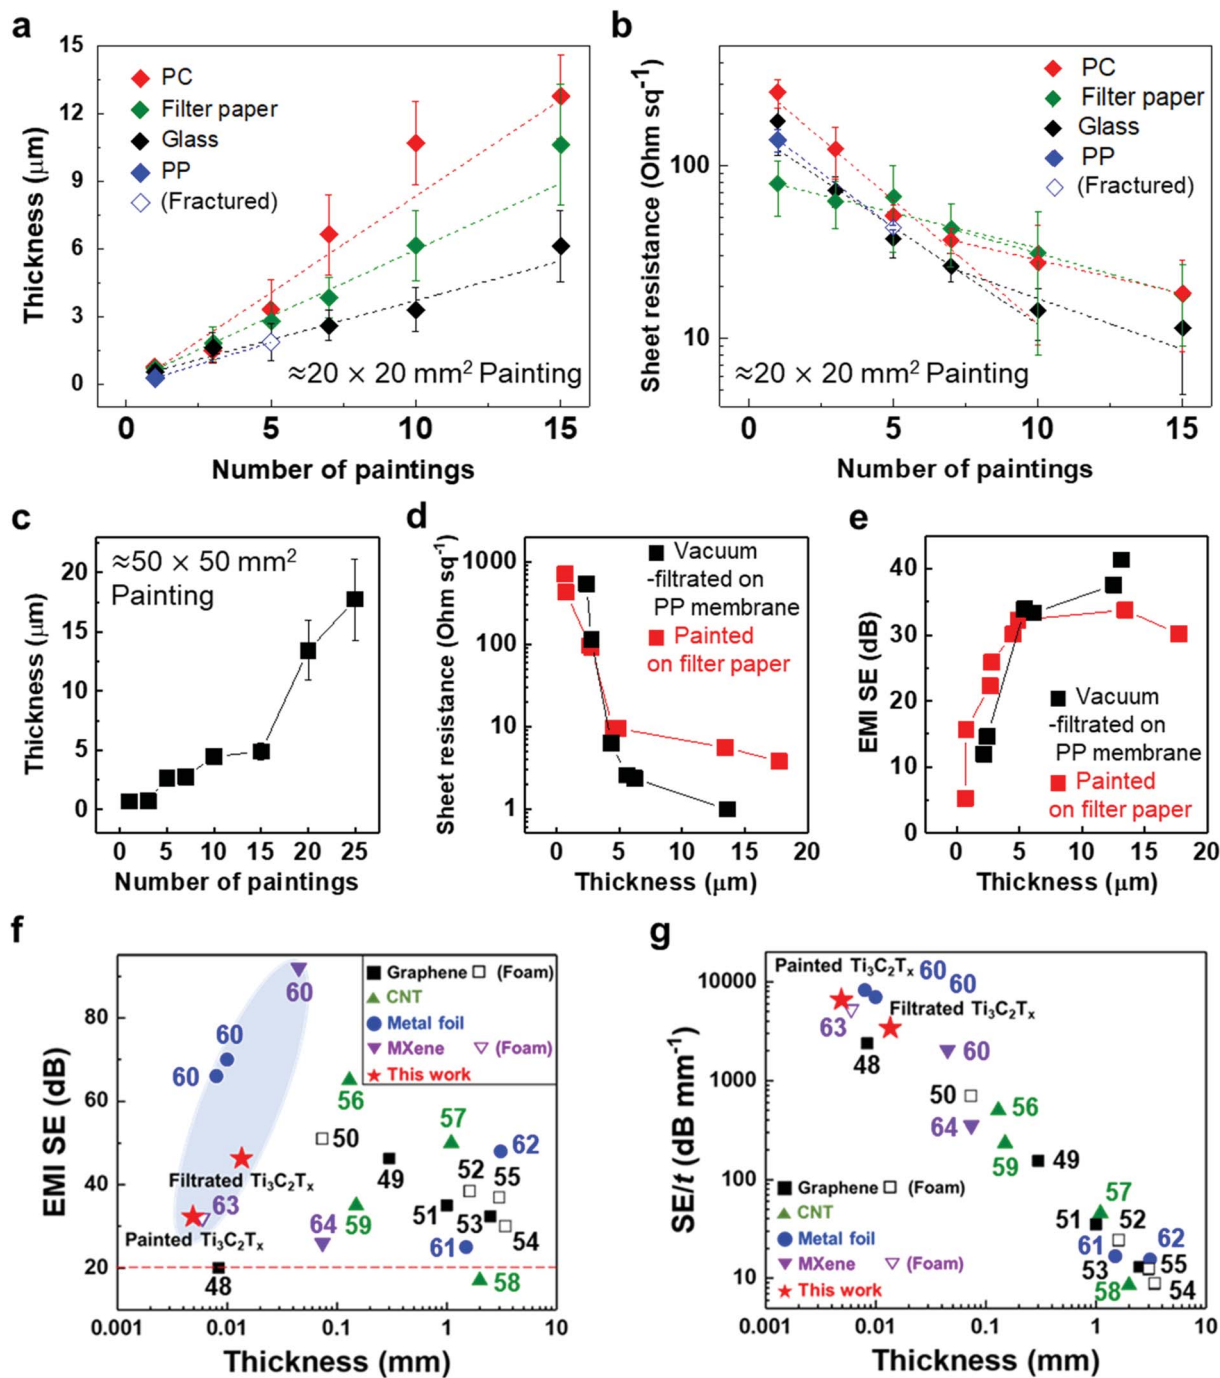 a
15
12
9
6
3
0
Thickness (μm)
PC
Filter paper
Glass
PP
(Fractured)
≈20 × 20 mm² Painting
0 5 10 15
Number of paintings
b
100
10
Sheet resistance (Ohm sq⁻¹)
PC
Filter paper
Glass
PP
(Fractured)
≈20 × 20 mm² Painting
0 5 10 15
Number of paintings
c
20
15
10
5
0
Thickness (μm)
≈50 × 50 mm²
Painting
0 5 10 15 20 25
Number of paintings
d
1000
100
10
1
Sheet resistance (Ohm sq⁻¹)
Vacuum
-filtrated on
PP membrane
Painted
on filter paper
0 5 10 15 20
Thickness (μm)
e
40
30
20
10
0
EMI SE (dB)
Vacuum
-filtrated on
PP membrane
Painted
on filter paper
0 5 10 15 20
Thickness (μm)
f
80
60
40
20
EMI SE (dB)
Graphene (Foam)
CNT
Metal foil
MXene (Foam)
This work
60
60
60
56
50
57
49
52
55
62
Filtrated Ti₃C₂Tₓ
63
59
51
53
54
64
61
Painted Ti₃C₂Tₓ
48
58
0.001 0.01 0.1 1 10
Thickness (mm)
g
10000
1000
100
10
SE/t (dB mm⁻¹)
Painted Ti₃C₂Tₓ 60
60
63
Filtrated Ti₃C₂Tₓ
48
60
50
56
64
59
49
57
51
52
61
62
53
55
58
54
Graphene (Foam)
CNT
Metal foil
MXene (Foam)
This work
0.001 0.01 0.1 1 10
Thickness (mm)